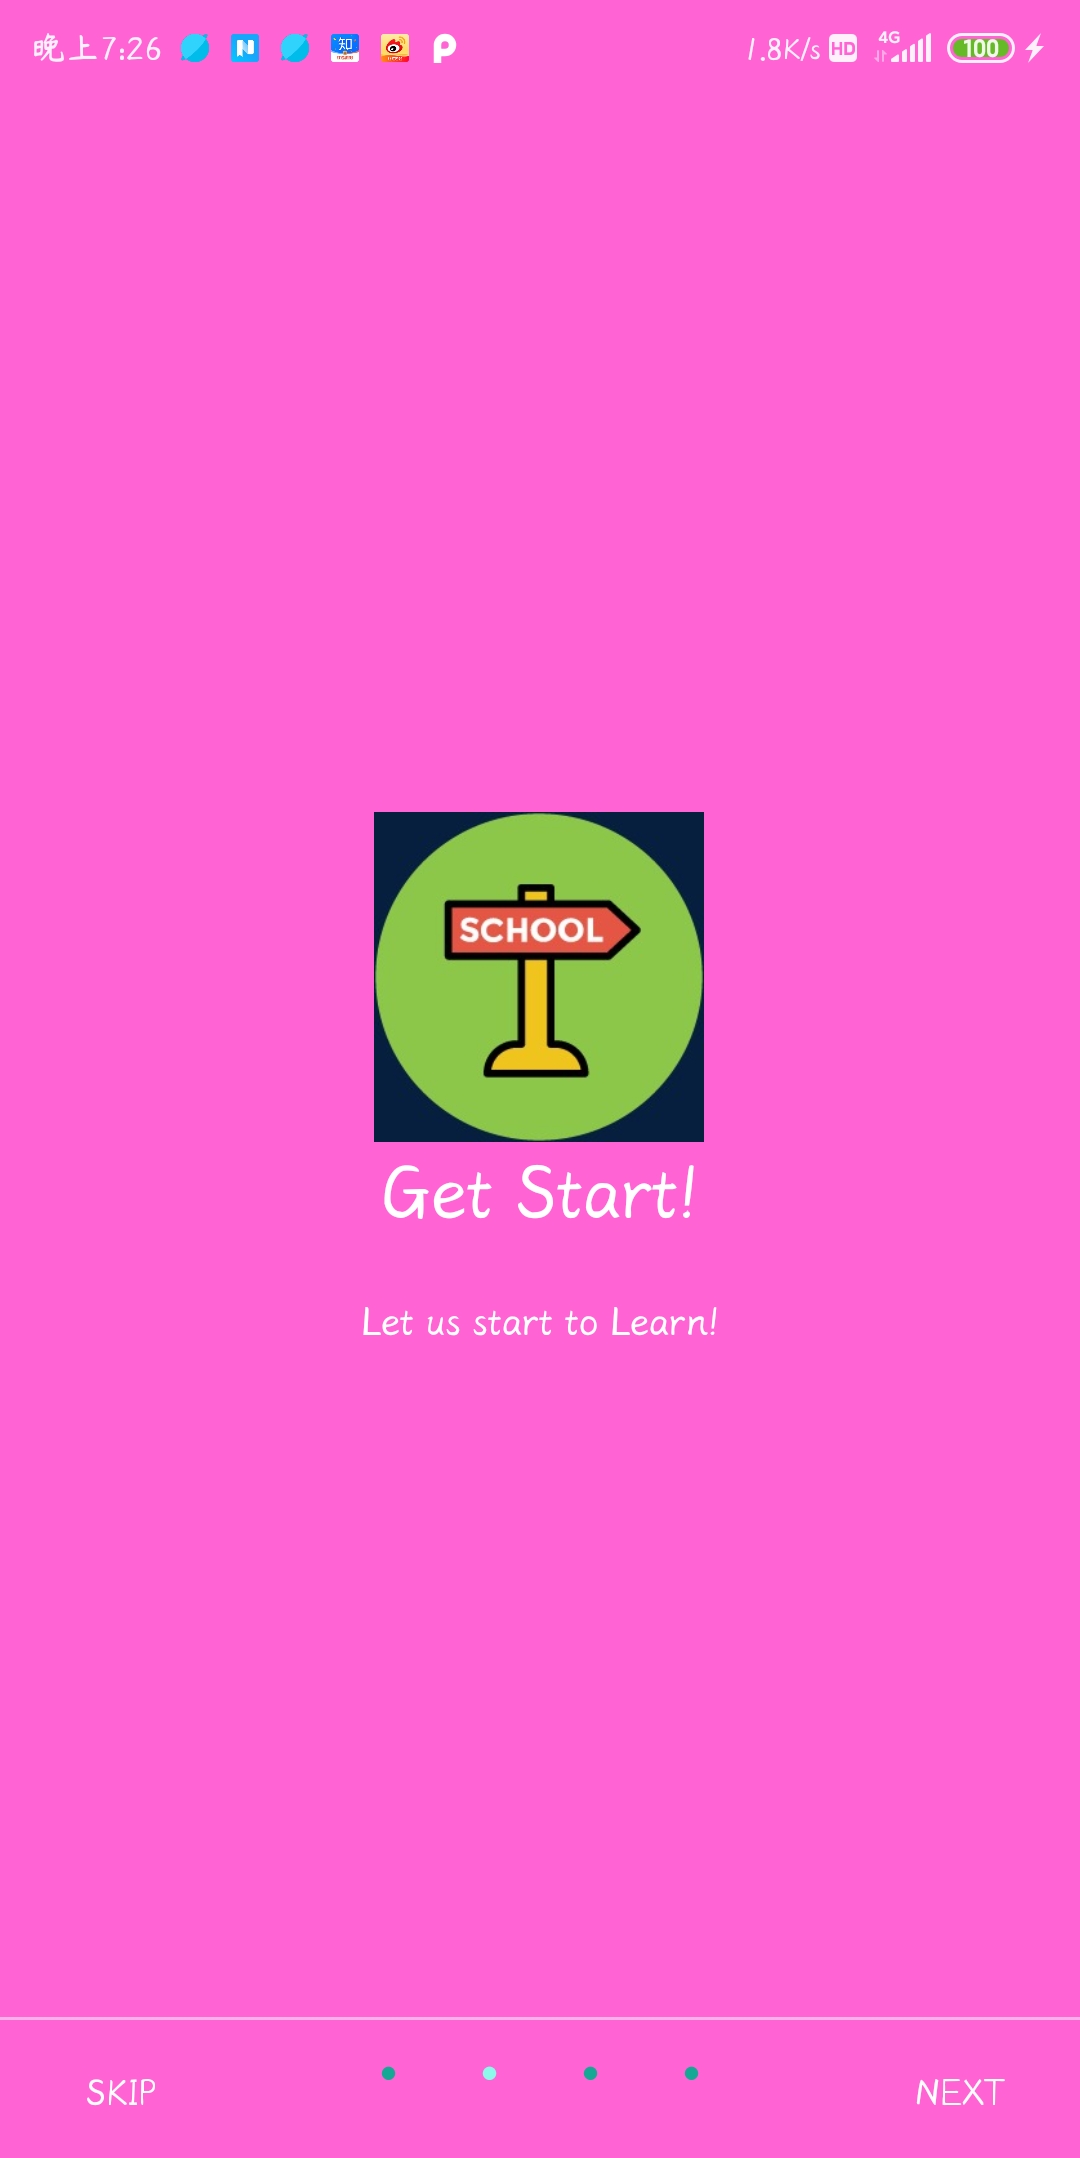 晚上7:26 1.8K/s HD 4G 100
SCHOOL
Get Start!
Let us start to Learn!
SKIP NEXT